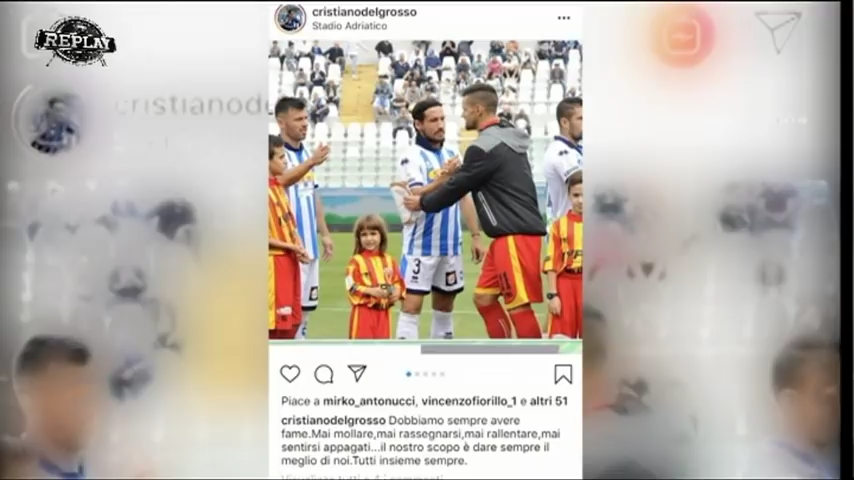 REPLAY
cristianodelgrosso
Stadio Adriatico
cristianode
3
Piace a mirko_antonucci, vincenzofiorillo_1 e altri 51
cristianodelgrosso Dobbiamo sempre avere
fame.Mai mollare,mai rassegnarsi,mai rallentare,mai
sentirsi appagati...il nostro scopo è dare sempre il
meglio di noi.Tutti insieme sempre.